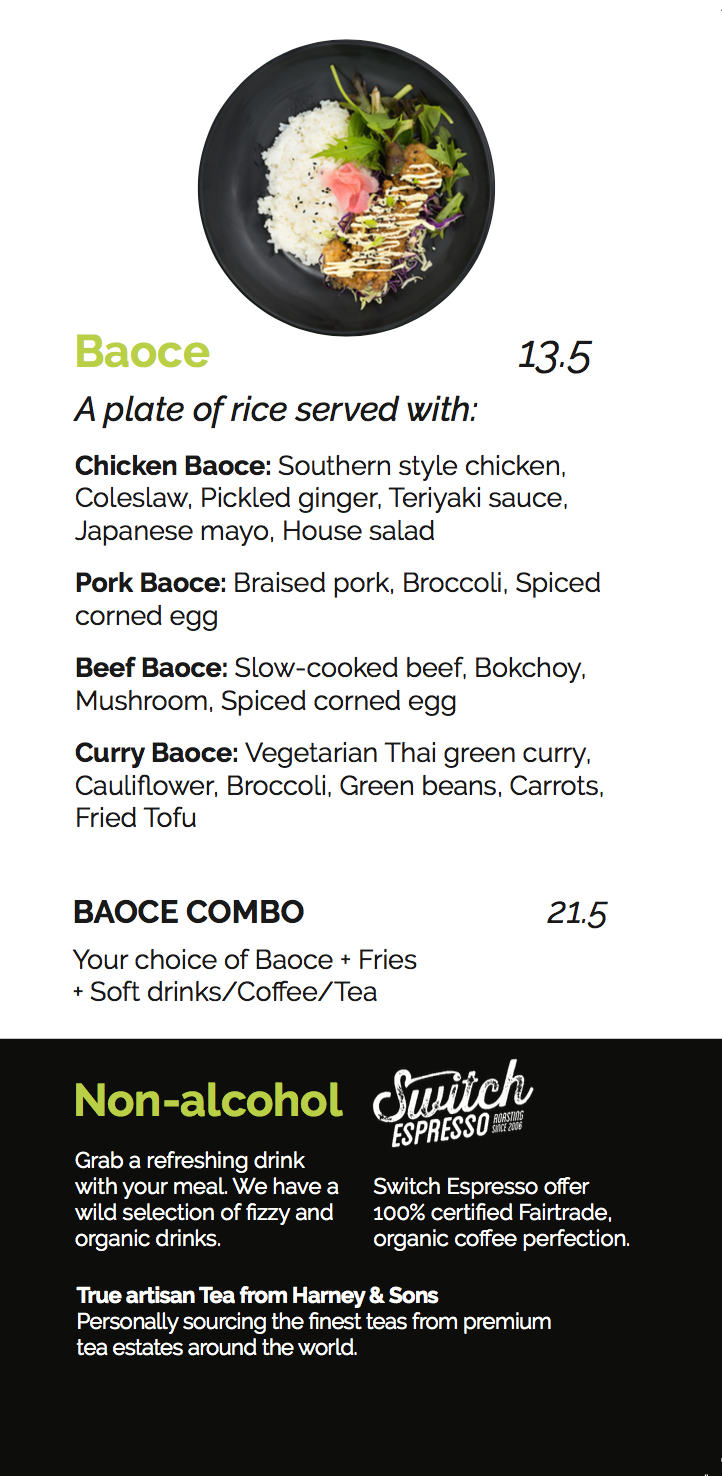 Baoce 13.5
A plate of rice served with:
Chicken Baoce: Southern style chicken,
Coleslaw, Pickled ginger, Teriyaki sauce,
Japanese mayo, House salad
Pork Baoce: Braised pork, Broccoli, Spiced
corned egg
Beef Baoce: Slow-cooked beef, Bokchoy,
Mushroom, Spiced corned egg
Curry Baoce: Vegetarian Thai green curry,
Cauliflower, Broccoli, Green beans, Carrots,
Fried Tofu
BAOCE COMBO 21.5
Your choice of Baoce + Fries
+ Soft drinks/Coffee/Tea
Non-alcohol
Grab a refreshing drink
with your meal. We have a
wild selection of fizzy and
organic drinks.
Switch
ESPRESSO
ROASTING
SINCE 2006
Switch Espresso offer
100% certified Fairtrade,
organic coffee perfection.
True artisan Tea from Harney & Sons
Personally sourcing the finest teas from premium
tea estates around the world.